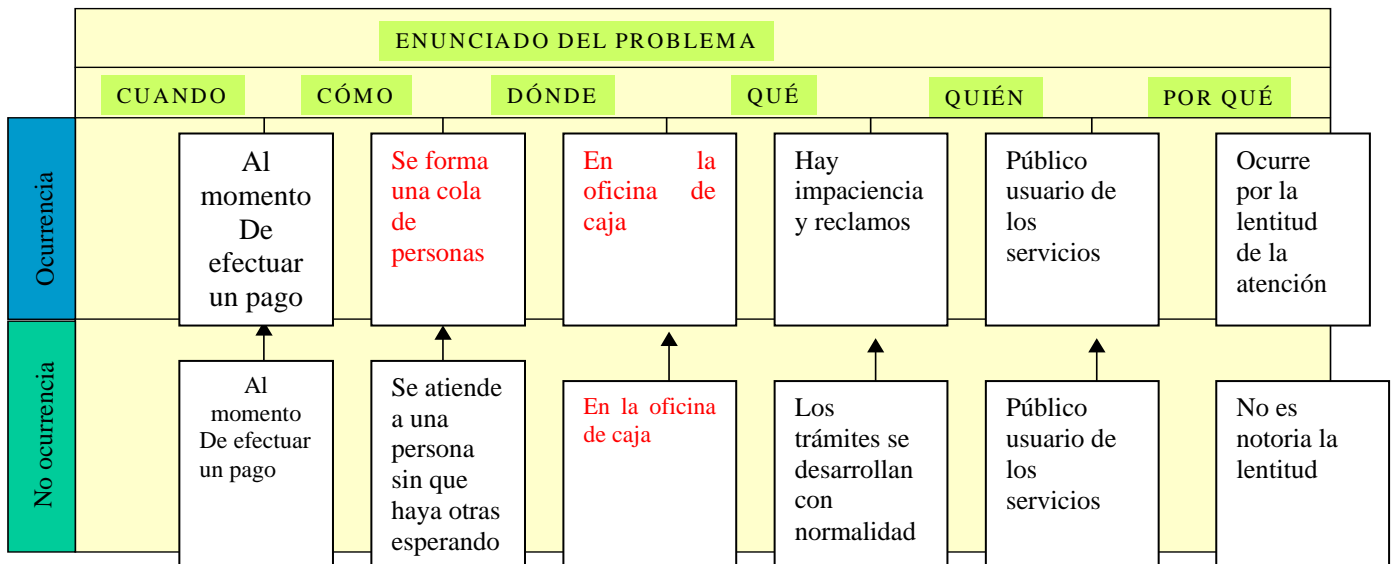 ENUNCIADO DEL PROBLEMA
CUANDO
CÓMO
DÓNDE
QUÉ
QUIÉN
POR QUÉ
Ocurrencia
Al
momento
De
efectuar
un pago
Se forma
una cola
de
personas
En la
oficina de
caja
Hay
impaciencia
y reclamos
Público
usuario de
los
servicios
Ocurre
por la
lentitud
de la
atención
No ocurrencia
Al
momento
De efectuar
un pago
Se atiende
a una
persona
sin que
haya otras
esperando
En la oficina
de caja
Los
trámites se
desarrollan
con
normalidad
Público
usuario de
los
servicios
No es
notoria la
lentitud